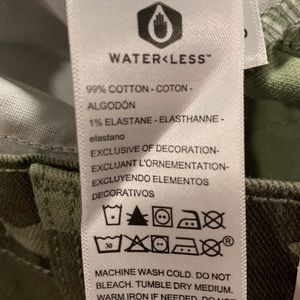 WATER<LESS™
99% COTTON - COTON -
ALGODÓN
1% ELASTANE - ELASTHANNE -
elastano
EXCLUSIVE OF DECORATION-
EXCLUANT L'ORNEMENTATION-
EXCLUYENDO ELEMENTOS
DECORATIVOS
30
®
MACHINE WASH COLD. DO NOT
BLEACH. TUMBLE DRY MEDIUM.
WARM IRON IF NEEDED. DO NOT